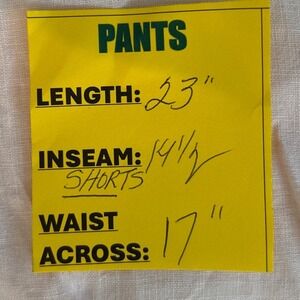 PANTS
LENGTH: 23"
INSEAM: 14 1/2
SHORTS
WAIST
ACROSS: 17"